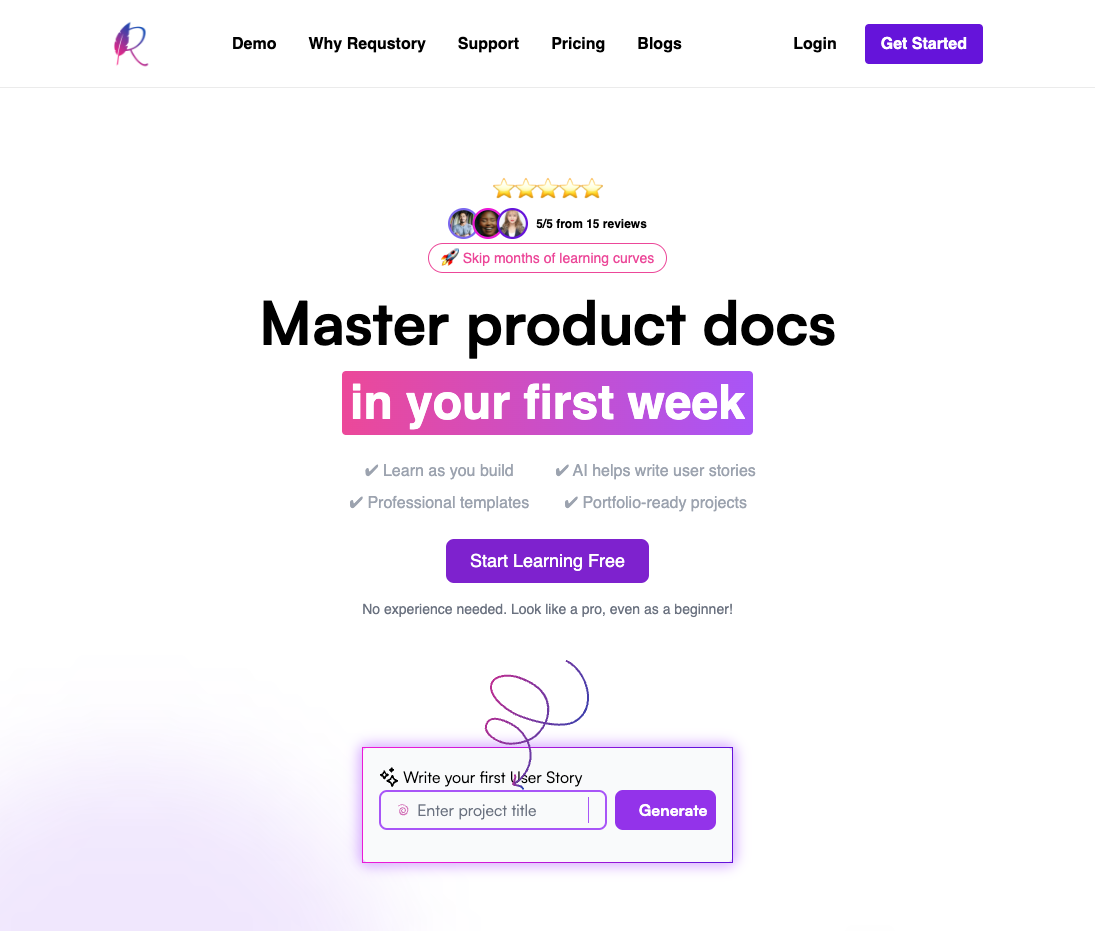 Demo Why Requstory Support Pricing Blogs Login Get Started
5/5 from 15 reviews
🚀 Skip months of learning curves
Master product docs
in your first week
✔ Learn as you build ✔ AI helps write user stories
✔ Professional templates ✔ Portfolio-ready projects
Start Learning Free
No experience needed. Look like a pro, even as a beginner!
Write your first User Story
Enter project title Generate